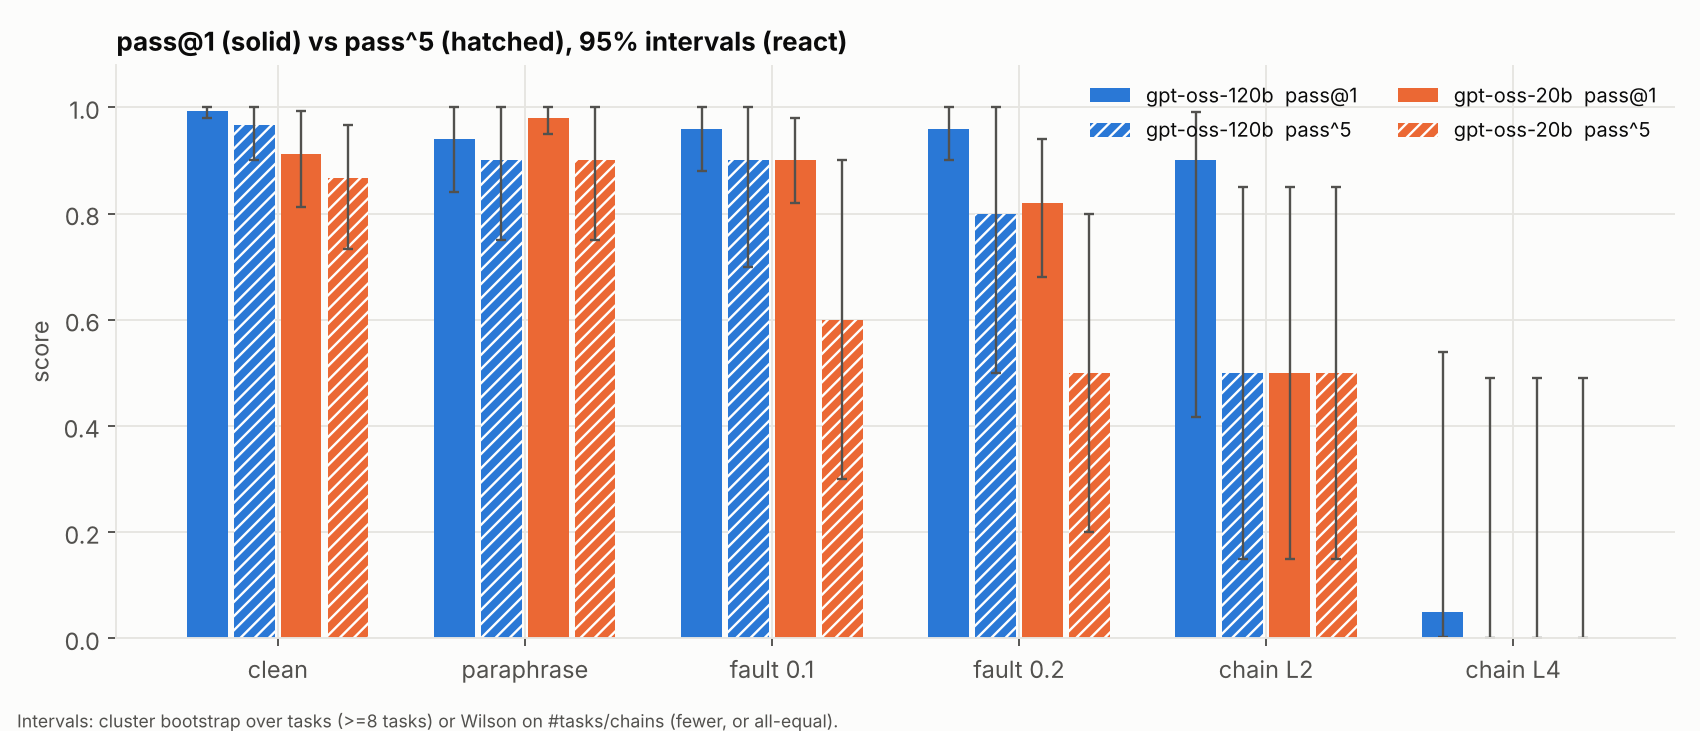 pass@1 (solid) vs pass^5 (hatched), 95% intervals (react)
gpt-oss-120b pass@1
gpt-oss-20b pass@1
gpt-oss-120b pass^5
gpt-oss-20b pass^5
score
1.0
0.8
0.6
0.4
0.2
0.0
clean
paraphrase
fault 0.1
fault 0.2
chain L2
chain L4
Intervals: cluster bootstrap over tasks (>=8 tasks) or Wilson on #tasks/chains (fewer, or all-equal).